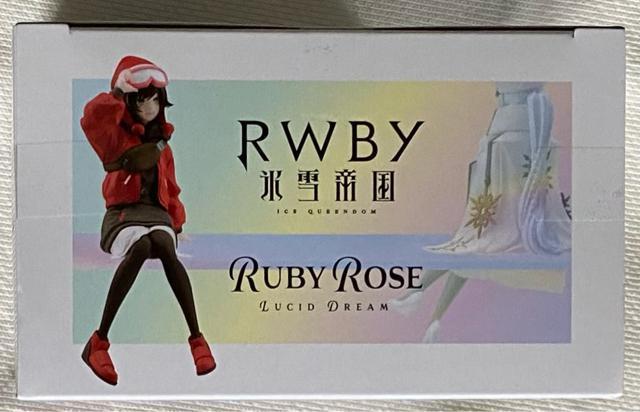 RWBY
氷雪帝国
ICE QUEENDOM
RUBY ROSE
LUCID DREAM